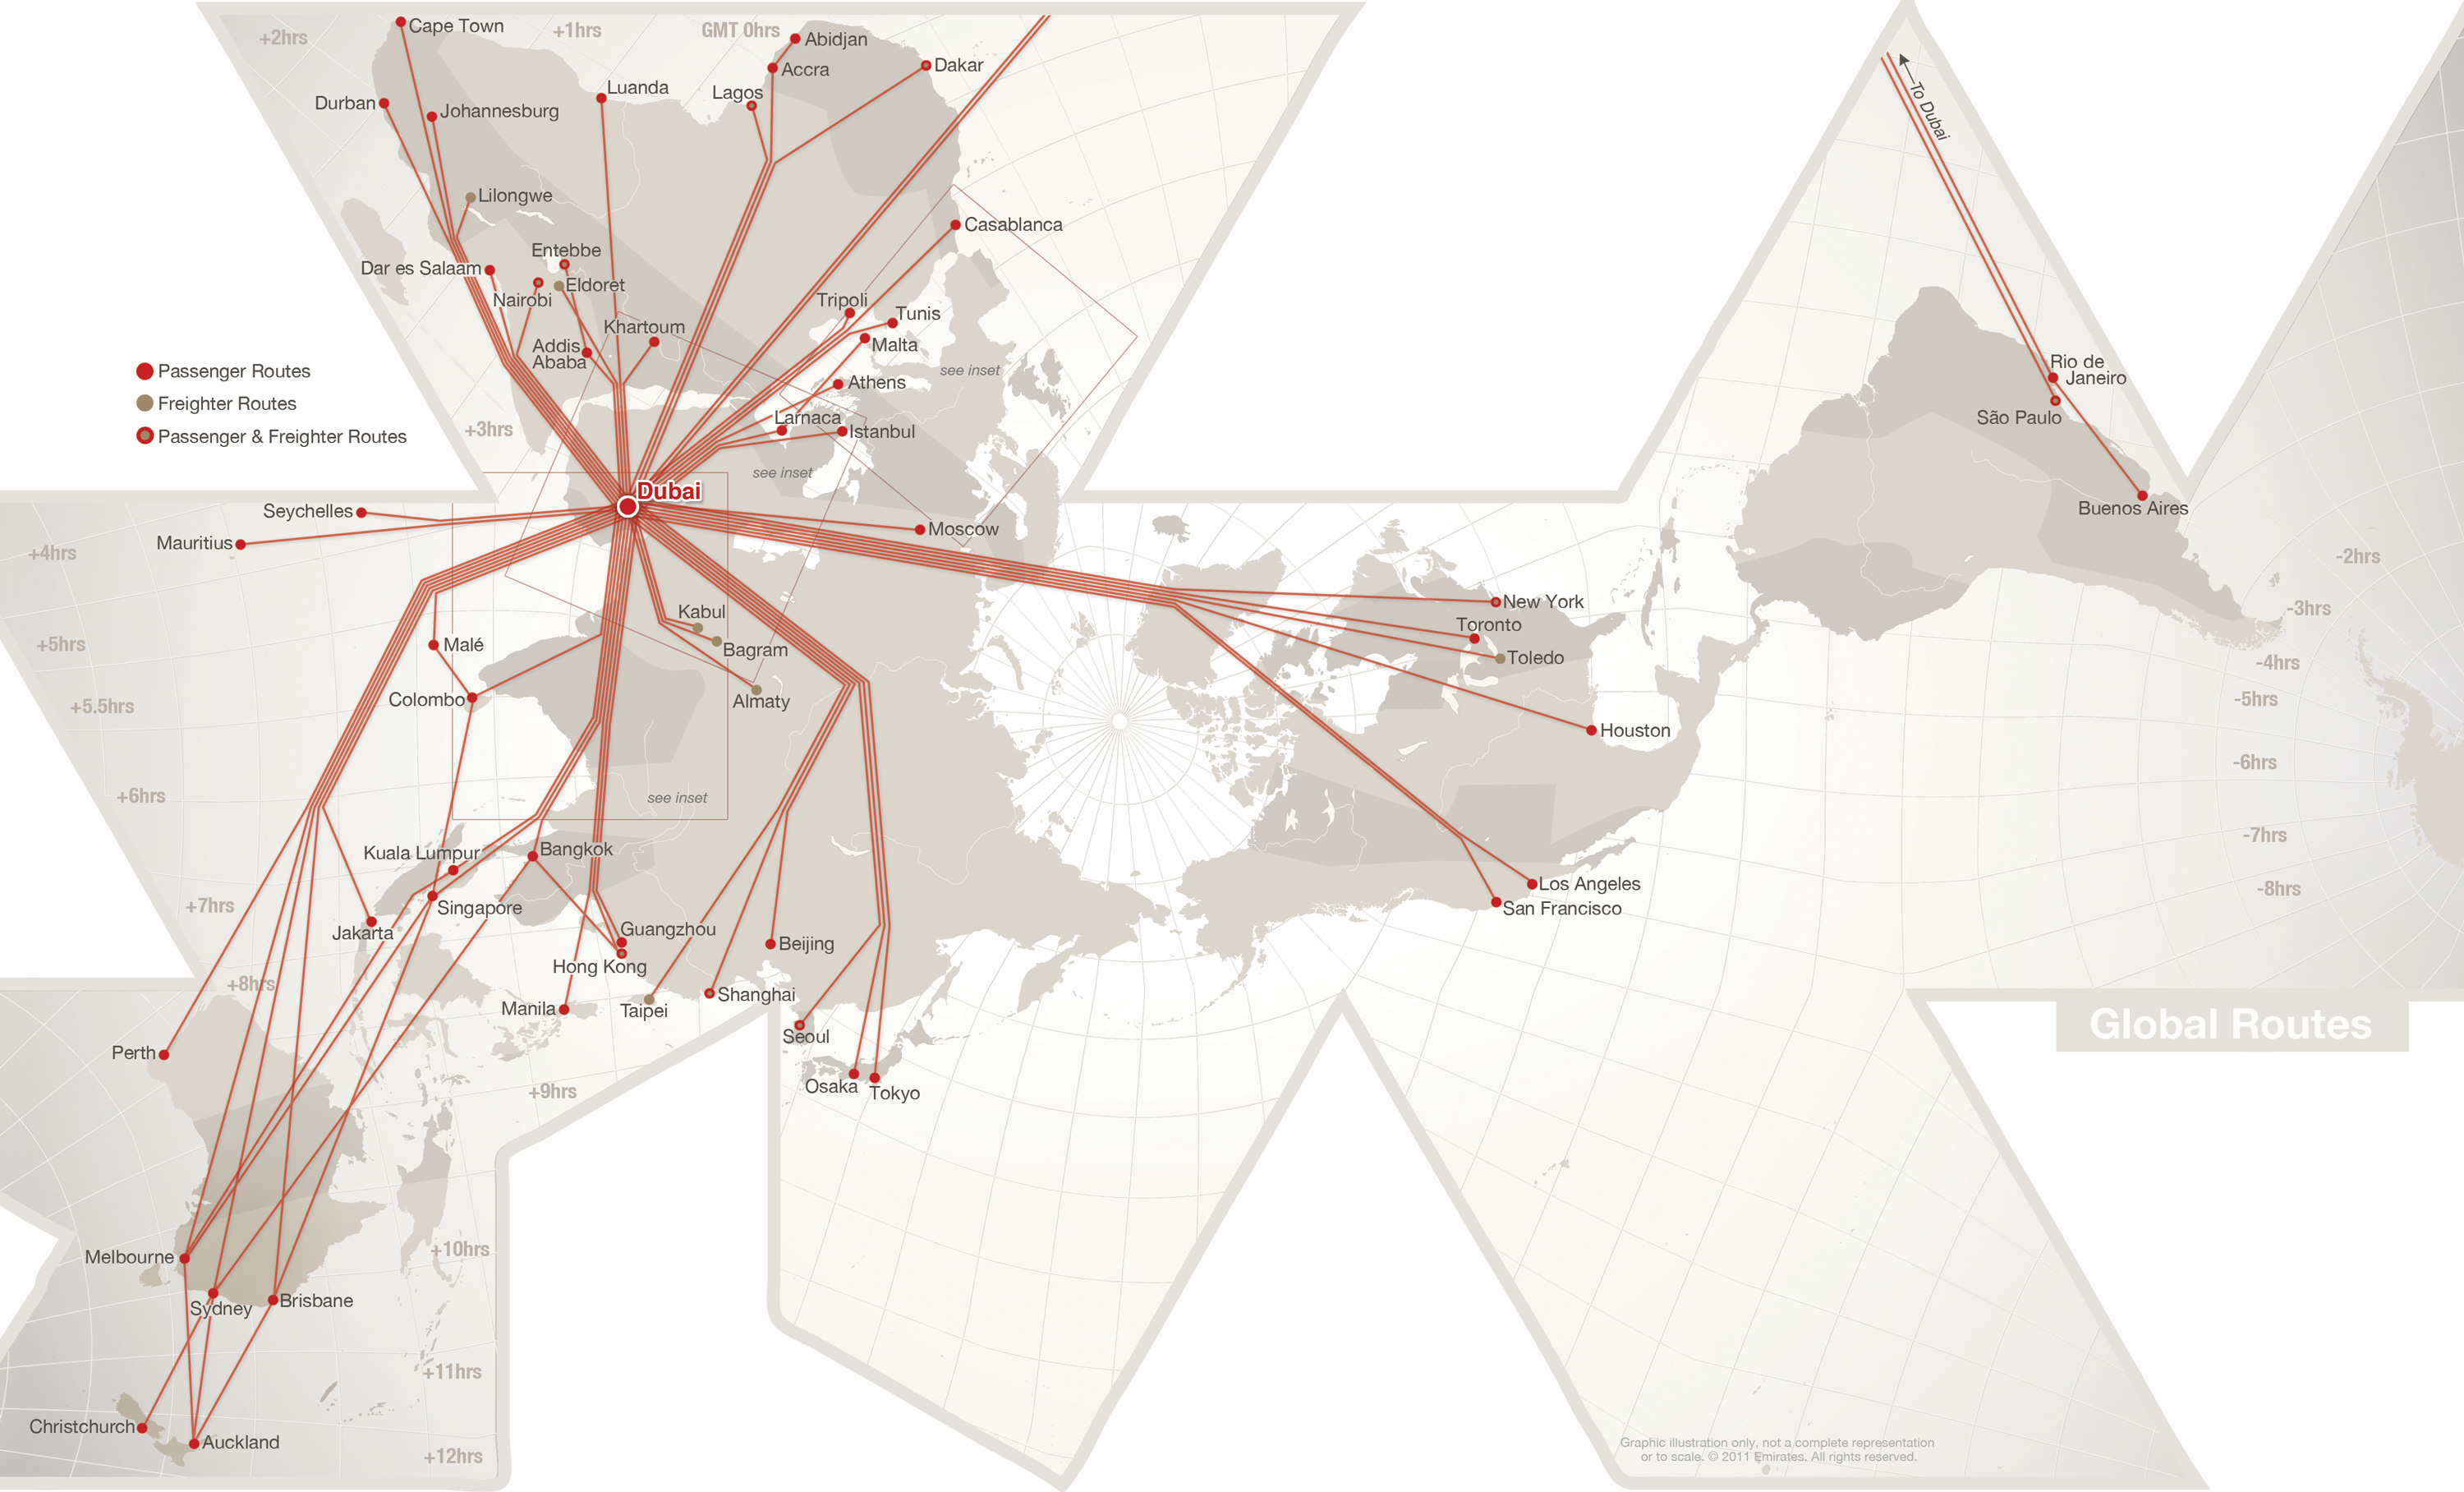 +2hrs
Cape Town
+1hrs
GMT 0hrs
Abidjan
Accra
Dakar
Durban
Johannesburg
Luanda
Lagos
To Dubai
Lilongwe
Casablanca
Entebbe
Dar es Salaam
Nairobi
Eldoret
Tripoli
Tunis
Khartoum
Addis
Ababa
Malta
see inset
Athens
Passenger Routes
Freighter Routes
Passenger & Freighter Routes
Rio de
Janeiro
São Paulo
+3hrs
Larnaca
Istanbul
see inset
Dubai
Seychelles
Mauritius
Moscow
Buenos Aires
+4hrs
-2hrs
Kabul
Bagram
Almaty
New York
Toronto
Toledo
-3hrs
+5hrs
Malé
-4hrs
Colombo
+5.5hrs
-5hrs
Houston
-6hrs
+6hrs
see inset
-7hrs
Kuala Lumpur
Bangkok
Los Angeles
San Francisco
-8hrs
+7hrs
Singapore
Jakarta
Guangzhou
Hong Kong
Beijing
+8hrs
Shanghai
Manila
Taipei
Seoul
Global Routes
Perth
Osaka
Tokyo
+9hrs
Melbourne
+10hrs
Sydney
Brisbane
+11hrs
Christchurch
Auckland
+12hrs
Graphic illustration only, not a complete representation
or to scale. © 2011 Emirates. All rights reserved.